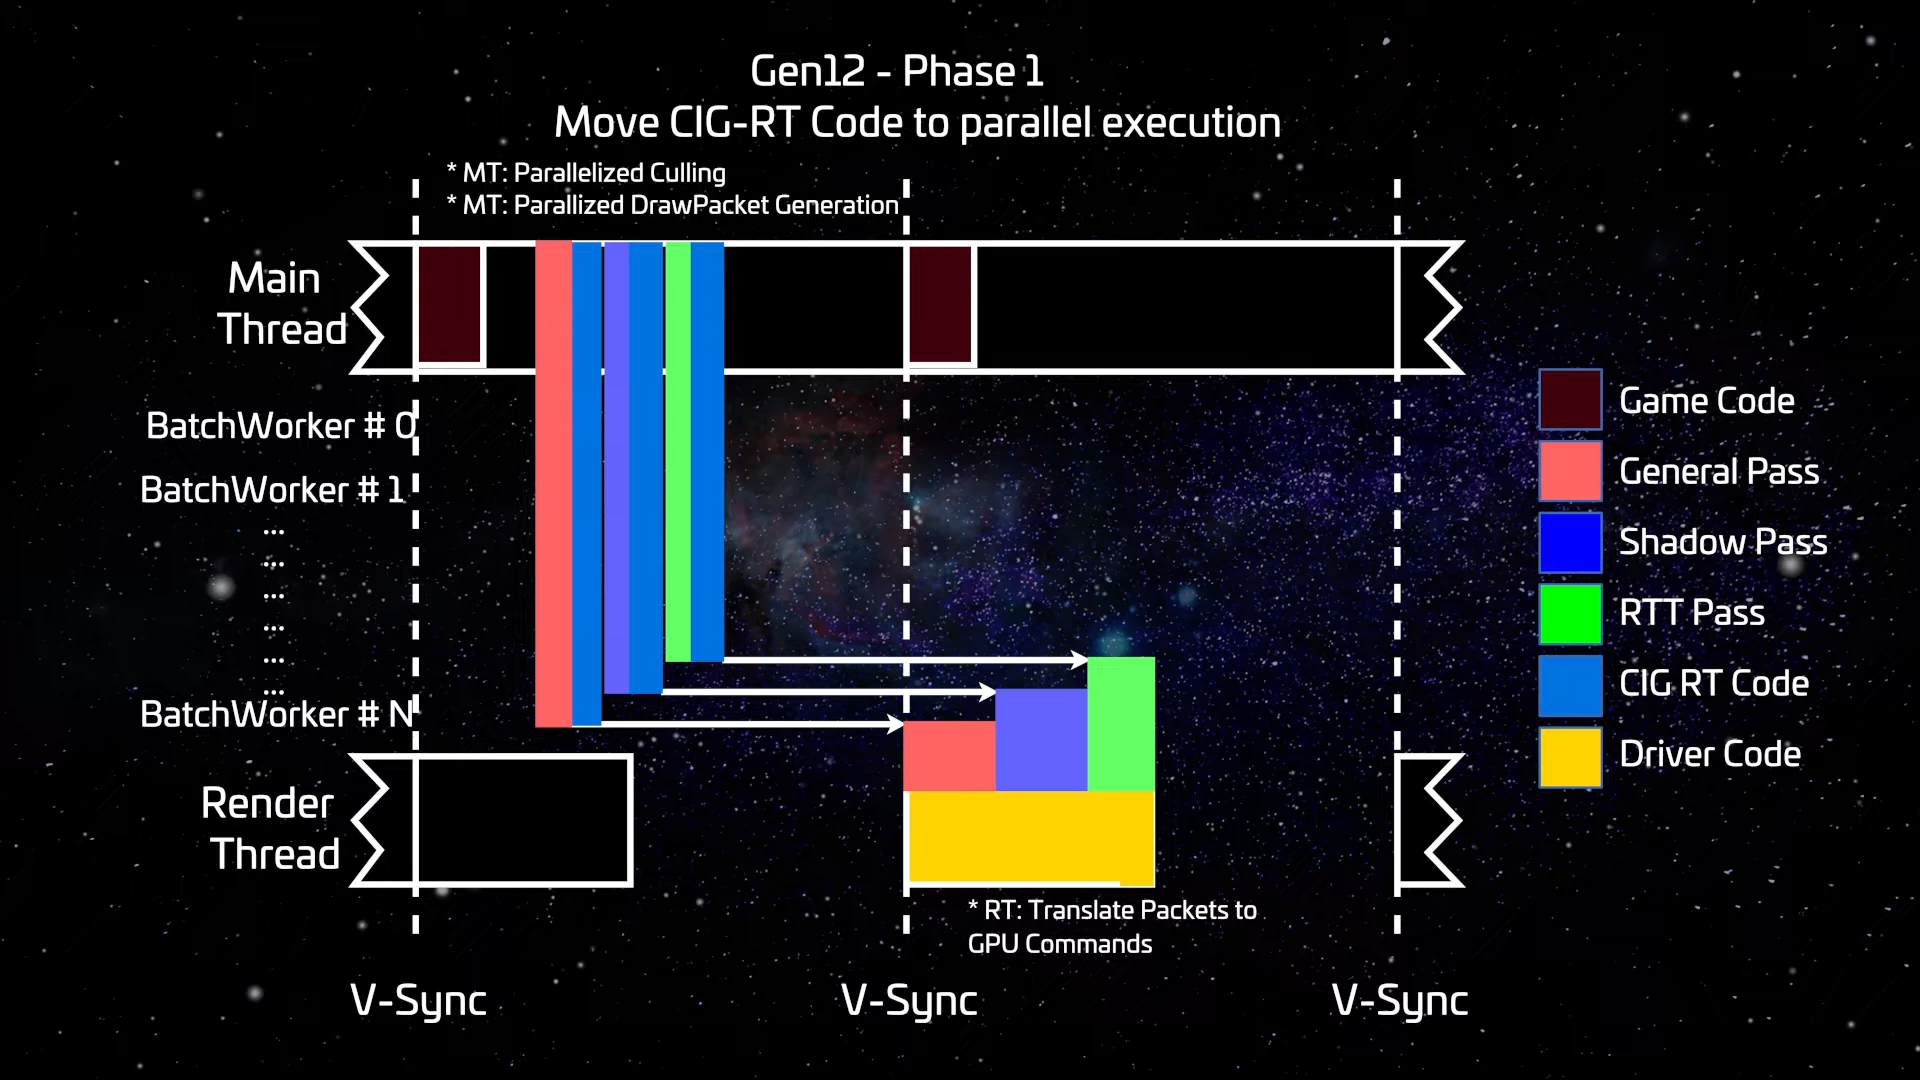 Gen12 - Phase 1
Move CIG-RT Code to parallel execution
* MT: Parallelized Culling
* MT: Parallized DrawPacket Generation
Main
Thread
BatchWorker # 0
BatchWorker # 1
...
...
...
...
...
...
BatchWorker # N
Render
Thread
* RT: Translate Packets to
GPU Commands
V-Sync
V-Sync
V-Sync
Game Code
General Pass
Shadow Pass
RTT Pass
CIG RT Code
Driver Code